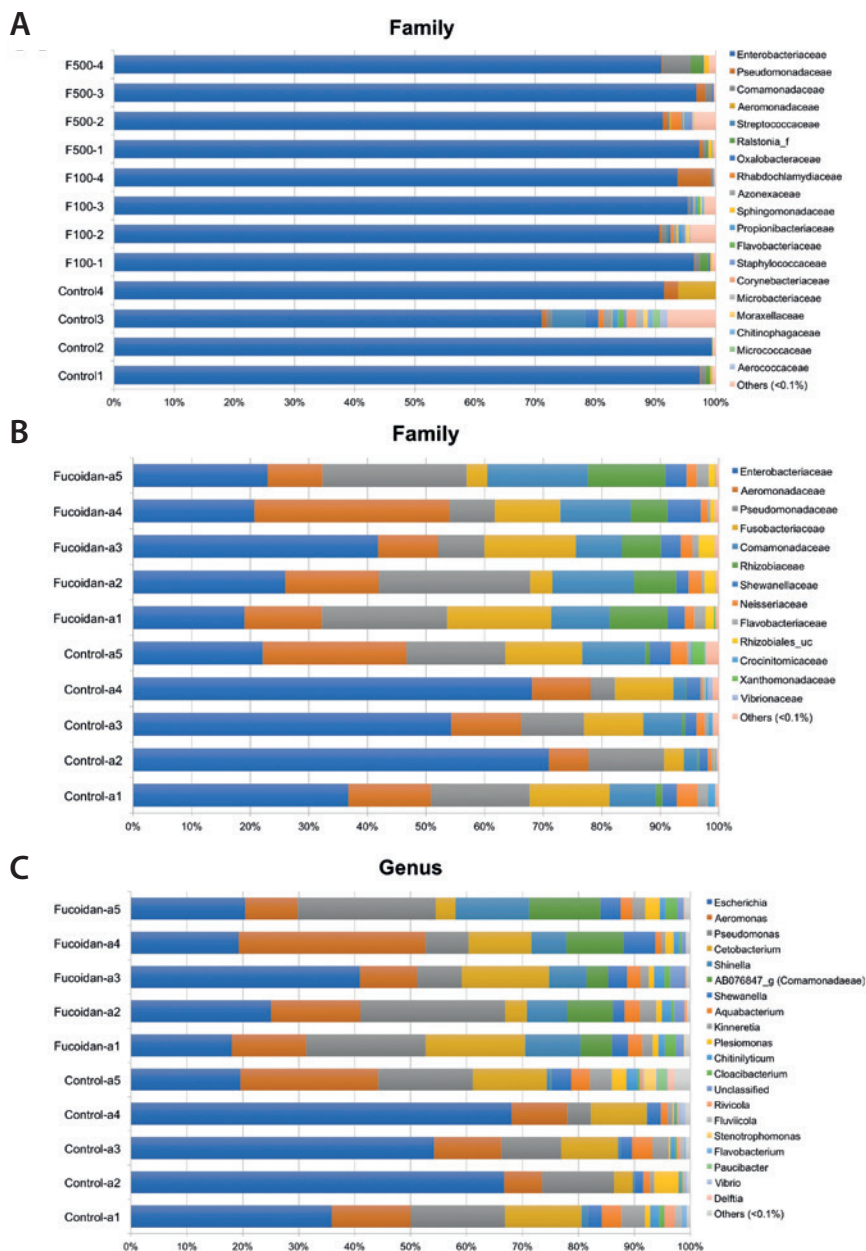 A
Family
F500-4
F500-3
F500-2
F500-1
F100-4
F100-3
F100-2
F100-1
Control4
Control3
Control2
Control1
0% 10% 20% 30% 40% 50% 60% 70% 80% 90% 100%
Enterobacteriaceae
Pseudomonadaceae
Comamonadaceae
Aeromonadaceae
Streptococcaceae
Ralstonia_f
Oxalobacteraceae
Rhabdochlamydiaceae
Azonexaceae
Sphingomonadaceae
Propionibacteriaceae
Flavobacteriaceae
Staphylococcaceae
Corynebacteriaceae
Microbacteriaceae
Moraxellaceae
Chitinophagaceae
Micrococcaceae
Aerococcaceae
Others (<0.1%)
B
Family
Fucoidan-a5
Fucoidan-a4
Fucoidan-a3
Fucoidan-a2
Fucoidan-a1
Control-a5
Control-a4
Control-a3
Control-a2
Control-a1
0% 10% 20% 30% 40% 50% 60% 70% 80% 90% 100%
Enterobacteriaceae
Aeromonadaceae
Pseudomonadaceae
Fusobacteriaceae
Comamonadaceae
Rhizobiaceae
Shewanellaceae
Neisseriaceae
Flavobacteriaceae
Rhizobiales_uc
Crocinitomicaceae
Xanthomonadaceae
Vibrionaceae
Others (<0.1%)
C
Genus
Fucoidan-a5
Fucoidan-a4
Fucoidan-a3
Fucoidan-a2
Fucoidan-a1
Control-a5
Control-a4
Control-a3
Control-a2
Control-a1
0% 10% 20% 30% 40% 50% 60% 70% 80% 90% 100%
Escherichia
Aeromonas
Pseudomonas
Cetobacterium
Shinella
AB076847_g (Comamonadaeae)
Shewanella
Aquabacterium
Kinneretia
Plesiomonas
Chitinilyticum
Cloacibacterium
Unclassified
Rivicola
Fluviicola
Stenotrophomonas
Flavobacterium
Paucibacter
Vibrio
Delftia
Others (<0.1%)